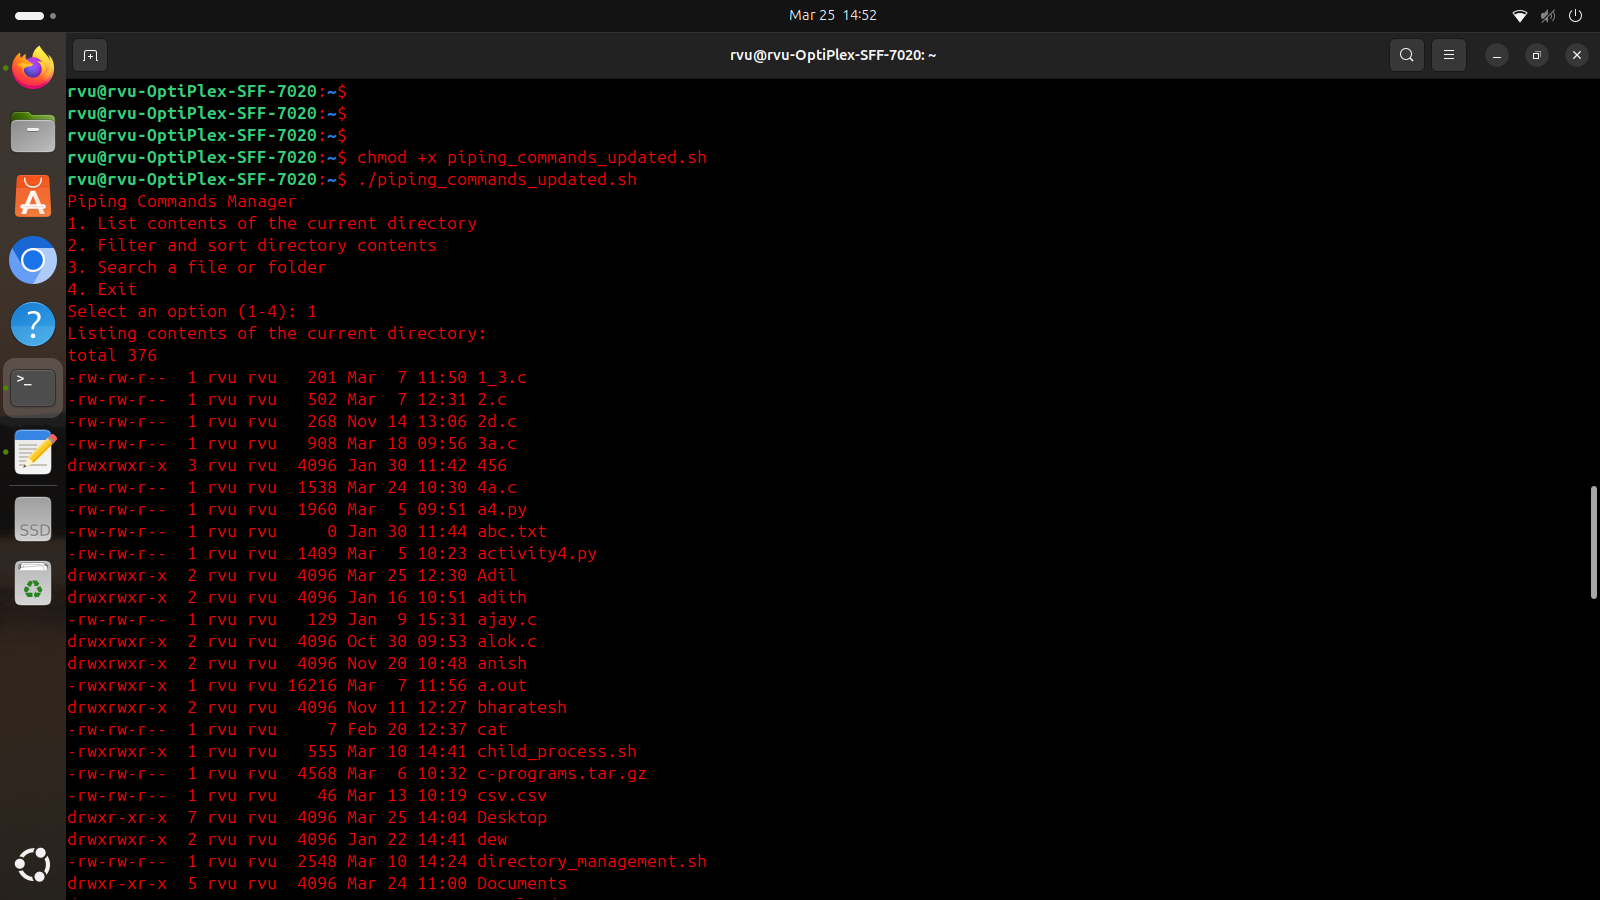 Mar 25 14:52
rvu@rvu-OptiPlex-SFF-7020: ~
rvu@rvu-OptiPlex-SFF-7020:~$
rvu@rvu-OptiPlex-SFF-7020:~$
rvu@rvu-OptiPlex-SFF-7020:~$
rvu@rvu-OptiPlex-SFF-7020:~$ chmod +x piping_commands_updated.sh
rvu@rvu-OptiPlex-SFF-7020:~$ ./piping_commands_updated.sh
Piping Commands Manager
1. List contents of the current directory
2. Filter and sort directory contents
3. Search a file or folder
4. Exit
Select an option (1-4): 1
Listing contents of the current directory:
total 376
-rw-rw-r--  1 rvu rvu   201 Mar  7 11:50 1_3.c
-rw-rw-r--  1 rvu rvu   502 Mar  7 12:31 2.c
-rw-rw-r--  1 rvu rvu   268 Nov 14 13:06 2d.c
-rw-rw-r--  1 rvu rvu   908 Mar 18 09:56 3a.c
drwxrwxr-x  3 rvu rvu  4096 Jan 30 11:42 456
-rw-rw-r--  1 rvu rvu  1538 Mar 24 10:30 4a.c
-rw-rw-r--  1 rvu rvu  1960 Mar  5 09:51 a4.py
-rw-rw-r--  1 rvu rvu     0 Jan 30 11:44 abc.txt
-rw-rw-r--  1 rvu rvu  1409 Mar  5 10:23 activity4.py
drwxrwxr-x  2 rvu rvu  4096 Mar 25 12:30 Adil
drwxrwxr-x  2 rvu rvu  4096 Jan 16 10:51 adith
-rw-rw-r--  1 rvu rvu   129 Jan  9 15:31 ajay.c
drwxrwxr-x  2 rvu rvu  4096 Oct 30 09:53 alok.c
drwxrwxr-x  2 rvu rvu  4096 Nov 20 10:48 anish
-rwxrwxr-x  1 rvu rvu 16216 Mar  7 11:56 a.out
drwxrwxr-x  2 rvu rvu  4096 Nov 11 12:27 bharatesh
-rw-rw-r--  1 rvu rvu     7 Feb 20 12:37 cat
-rwxrwxr-x  1 rvu rvu   555 Mar 10 14:41 child_process.sh
-rw-rw-r--  1 rvu rvu  4568 Mar  6 10:32 c-programs.tar.gz
-rw-rw-r--  1 rvu rvu    46 Mar 13 10:19 csv.csv
drwxr-xr-x  7 rvu rvu  4096 Mar 25 14:04 Desktop
drwxrwxr-x  2 rvu rvu  4096 Jan 22 14:41 dew
-rw-rw-r--  1 rvu rvu  2548 Mar 10 14:24 directory_management.sh
drwxr-xr-x  5 rvu rvu  4096 Mar 24 11:00 Documents
SSD